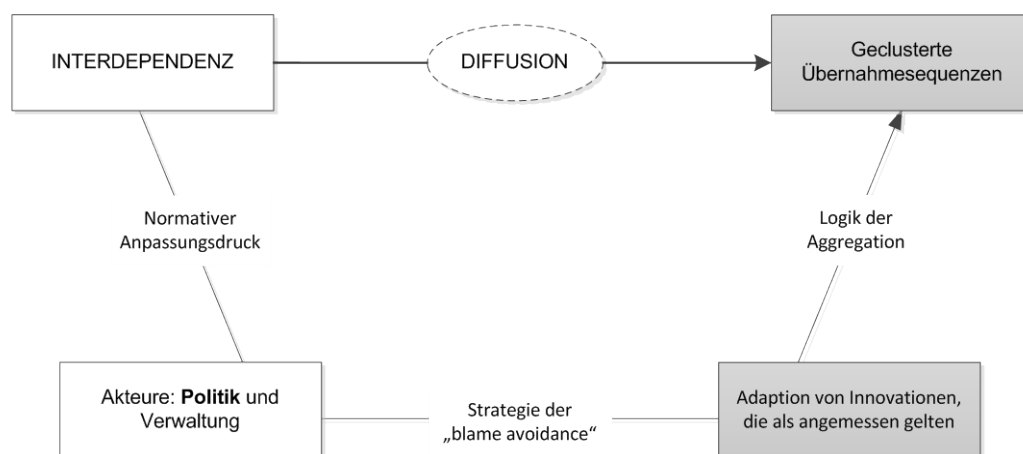 INTERDEPENDENZ
DIFFUSION
Geclusterte
Übernahmesequenzen
Normativer
Anpassungsdruck
Logik der
Aggregation
Akteure: Politik und
Verwaltung
Strategie der
„blame avoidance“
Adaption von Innovationen,
die als angemessen gelten